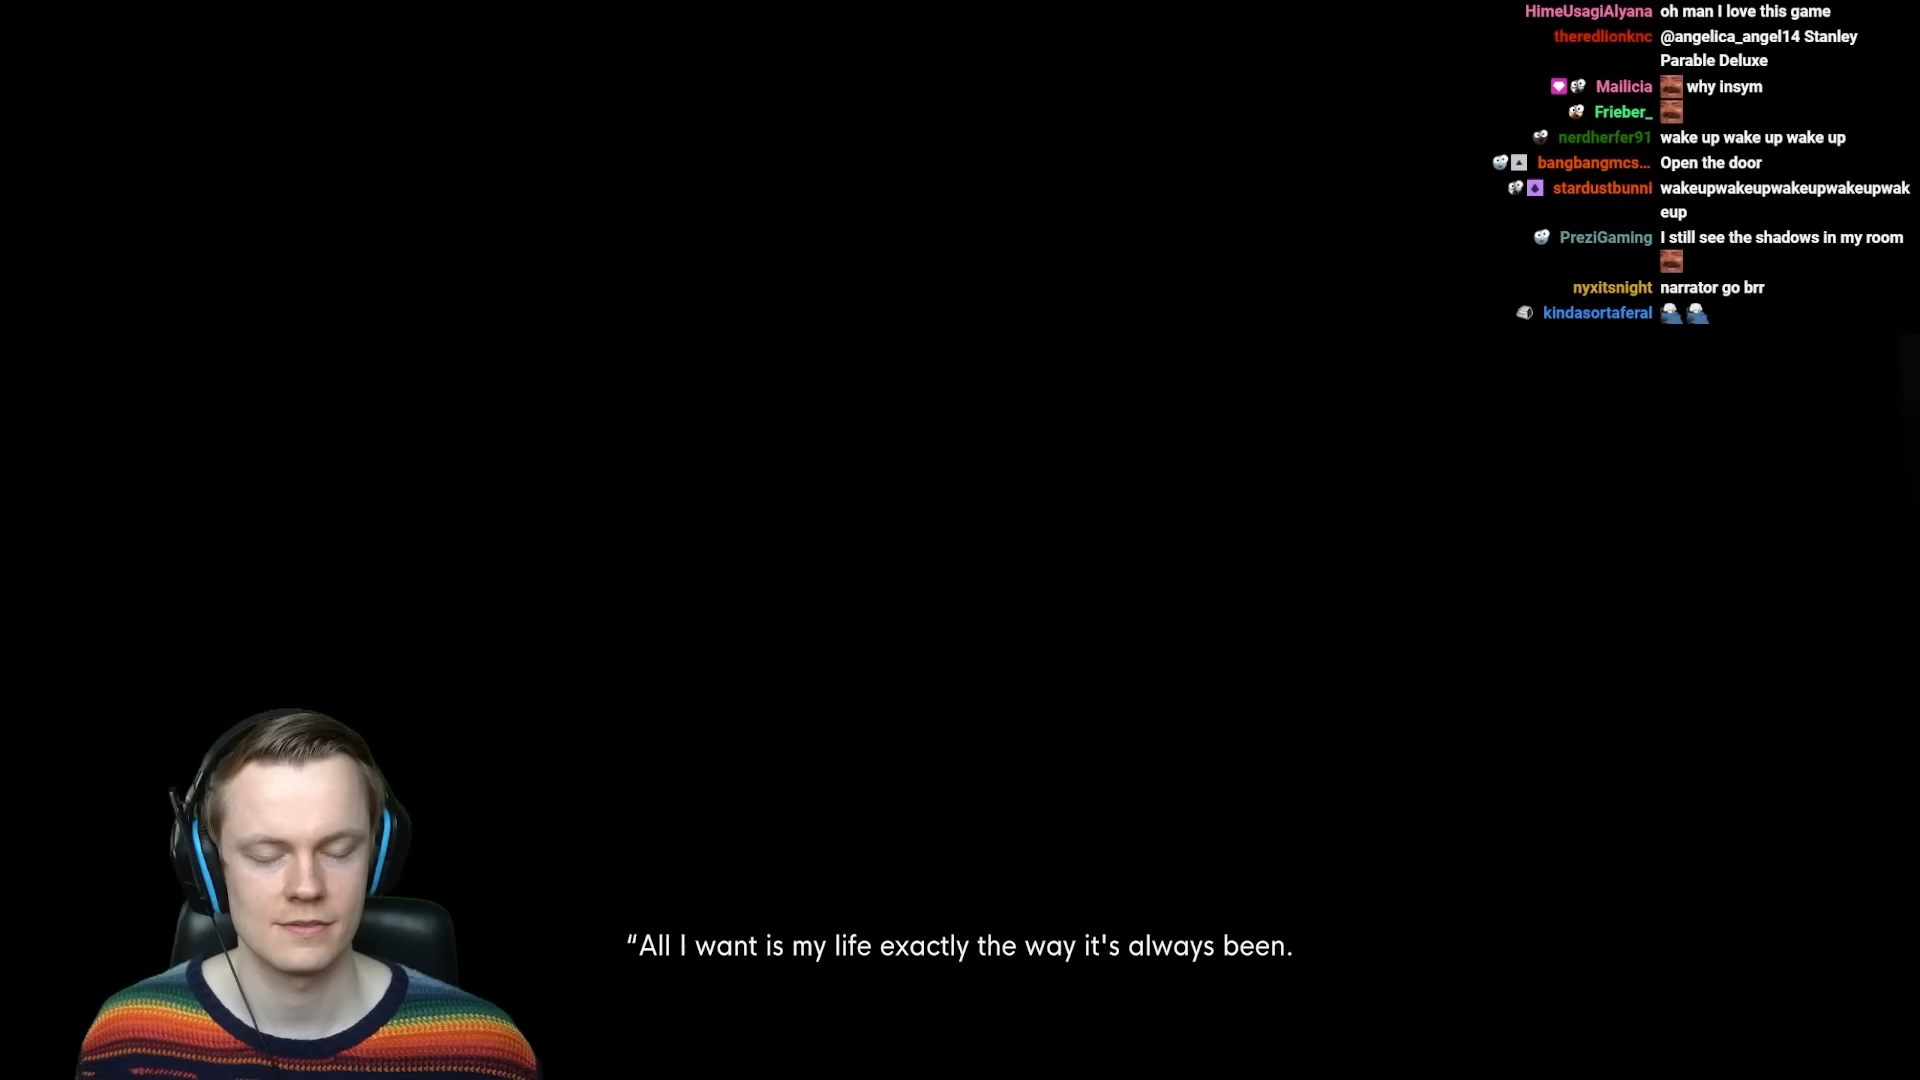 HimeUsagiAlyana oh man I love this game
theredlionknc @angelica_angel14 Stanley
Parable Deluxe
Mailicia why insym
Frieber_
nerdherfer91 wake up wake up wake up
bangbangmcs... Open the door
stardustbunni wakeupwakeupwakeupwakeupwak
eup
PreziGaming I still see the shadows in my room
nyxitsnight narrator go brr
kindasortaferal
“All I want is my life exactly the way it's always been.